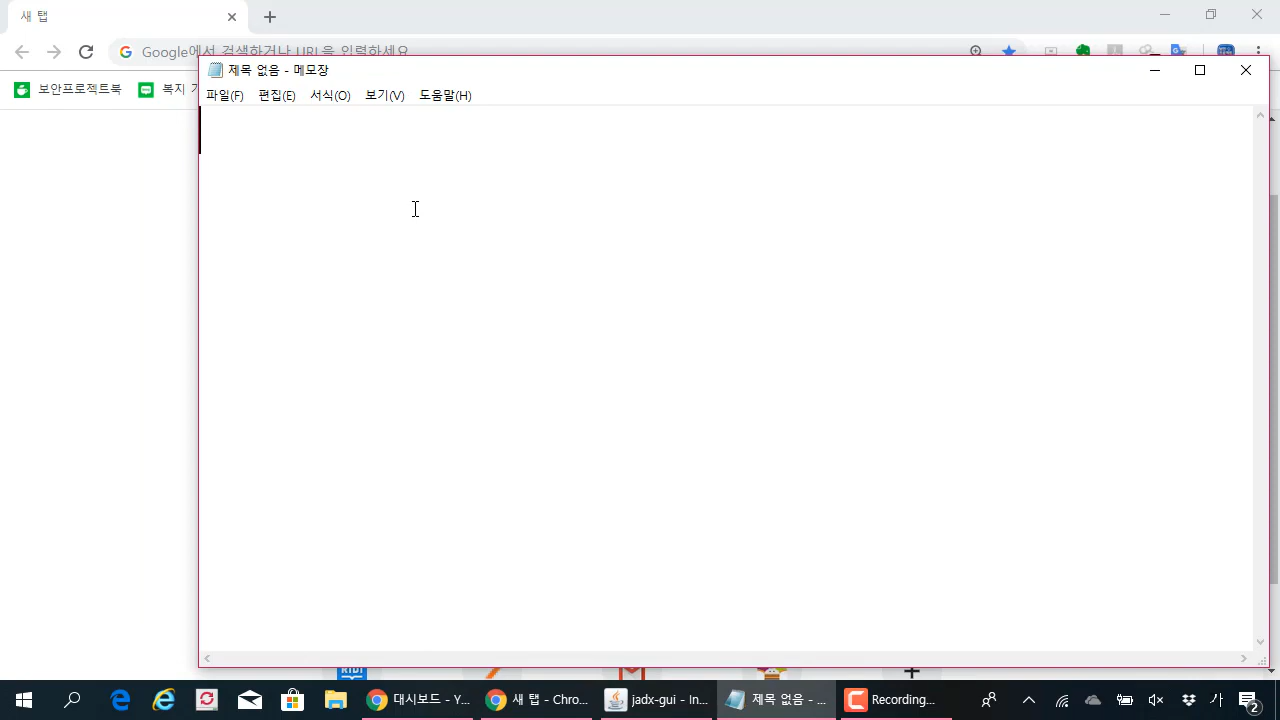 새 탭
Google에서 검색하거나 URL을 입력하세요
제목 없음 - 메모장
보안프로젝트북
복지
파일(F) 편집(E) 서식(O) 보기(V) 도움말(H)
RIDI
대시보드 - Y...
새 탭 - Chro...
jadx-gui - In...
제목 없음 - ...
Recording...
2